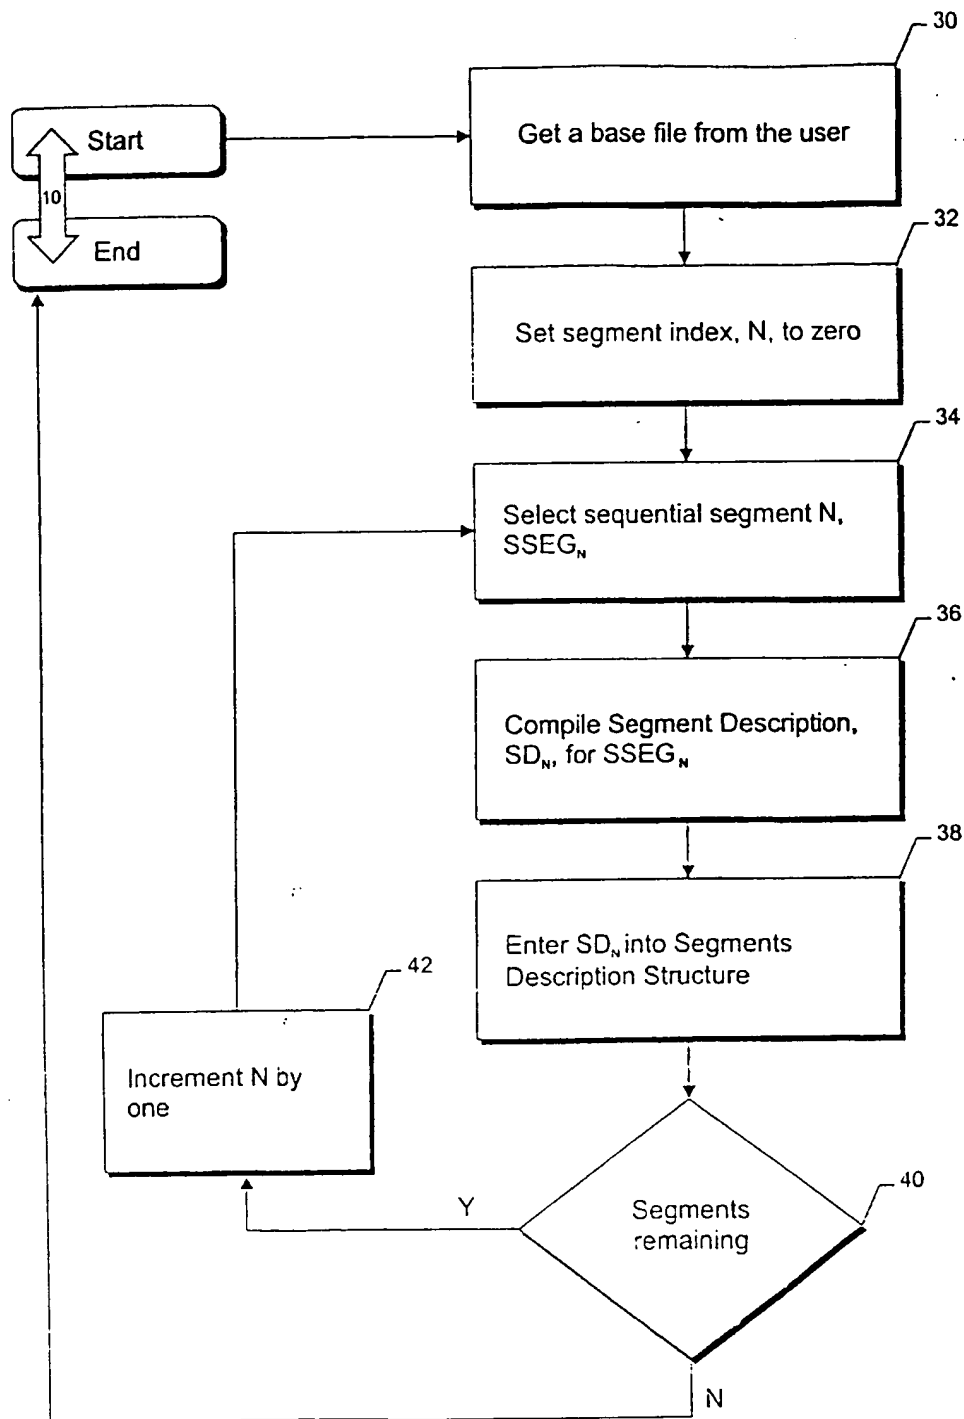 30
Start
Get a base file from the user
10
End
32
Set segment index, N, to zero
34
Select sequential segment N,
SSEG_N
36
Compile Segment Description,
SD_N, for SSEG_N
38
Enter SD_N into Segments
Description Structure
42
Increment N by
one
40
Segments
remaining
Y
N